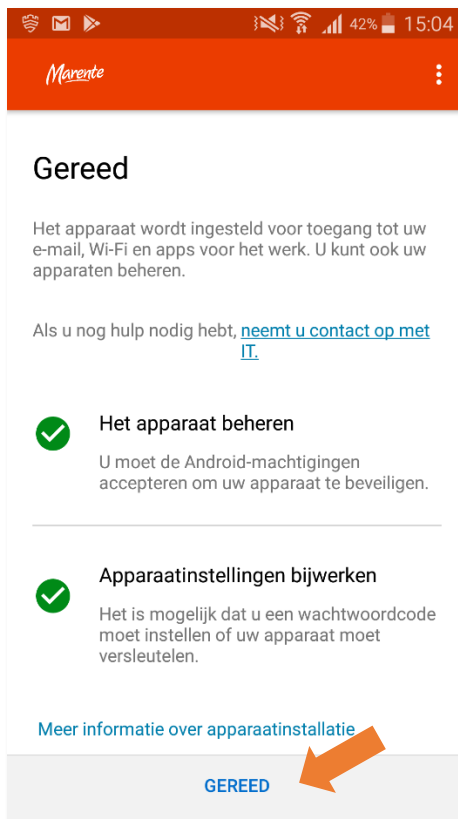 42% 15:04
Marente
Gereed
Het apparaat wordt ingesteld voor toegang tot uw
e-mail, Wi-Fi en apps voor het werk. U kunt ook uw
apparaten beheren.
Als u nog hulp nodig hebt, neemt u contact op met
IT.
Het apparaat beheren
U moet de Android-machtigingen
accepteren om uw apparaat te beveiligen.
Apparaatinstellingen bijwerken
Het is mogelijk dat u een wachtwoordcode
moet instellen of uw apparaat moet
versleutelen.
Meer informatie over apparaatinstallatie
GEREED